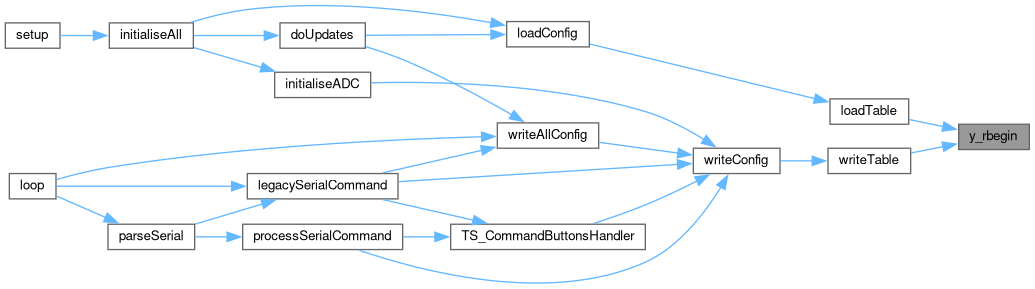 setup
initialiseAll
doUpdates
loadConfig
initialiseADC
loadTable
writeAllConfig
y_rbegin
writeConfig
writeTable
loop
legacySerialCommand
parseSerial
processSerialCommand
TS_CommandButtonsHandler